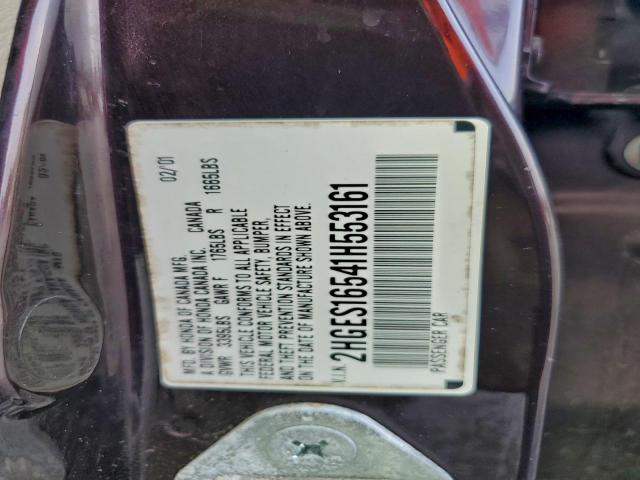 MFD. BY HONDA OF CANADA MFG. 02/01
A DIVISION OF HONDA CANADA INC. CANADA
GVWR 3395LBS GAWR F 1766LBS R 1665LBS
THIS VEHICLE CONFORMS TO ALL APPLICABLE
FEDERAL MOTOR VEHICLE SAFETY, BUMPER,
AND THEFT PREVENTION STANDARDS IN EFFECT
ON THE DATE OF MANUFACTURE SHOWN ABOVE.
V.I.N. 2HGES16541H553161
PASSENGER CAR